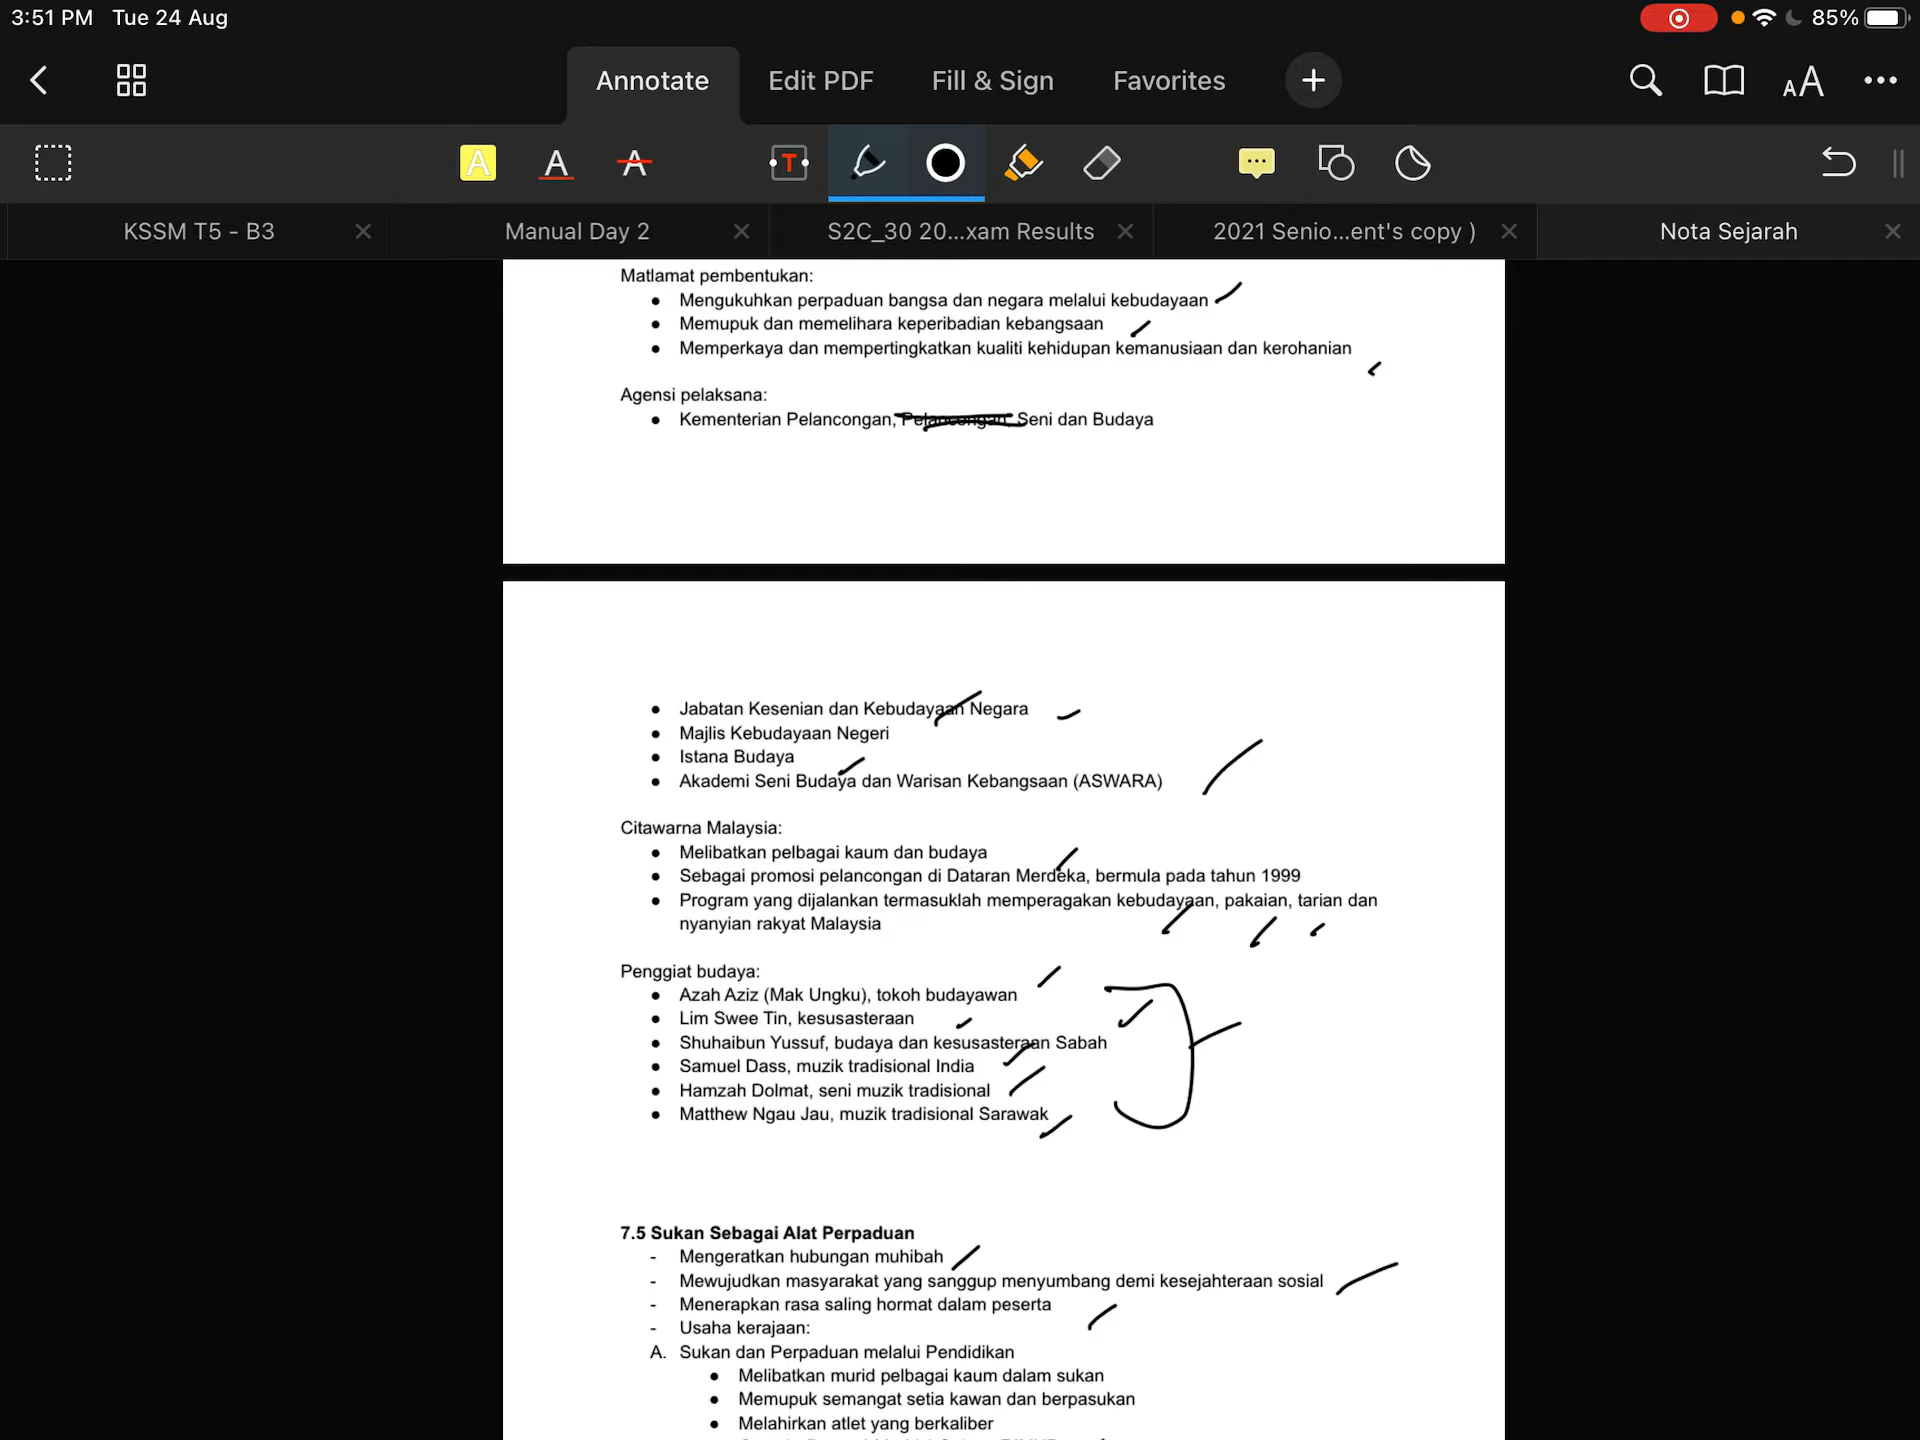 3:51 PM Tue 24 Aug
85%
Annotate Edit PDF Fill & Sign Favorites
KSSM T5 - B3
Manual Day 2
S2C_30 20...xam Results
2021 Senio...ent's copy )
Nota Sejarah
Matlamat pembentukan:
● Mengukuhkan perpaduan bangsa dan negara melalui kebudayaan
● Memupuk dan memelihara keperibadian kebangsaan
● Memperkaya dan mempertingkatkan kualiti kehidupan kemanusiaan dan kerohanian
Agensi pelaksana:
● Kementerian Pelancongan, Pelancongan, Seni dan Budaya
● Jabatan Kesenian dan Kebudayaan Negara
● Majlis Kebudayaan Negeri
● Istana Budaya
● Akademi Seni Budaya dan Warisan Kebangsaan (ASWARA)
Citawarna Malaysia:
● Melibatkan pelbagai kaum dan budaya
● Sebagai promosi pelancongan di Dataran Merdeka, bermula pada tahun 1999
● Program yang dijalankan termasuklah memperagakan kebudayaan, pakaian, tarian dan
nyanyian rakyat Malaysia
Penggiat budaya:
● Azah Aziz (Mak Ungku), tokoh budayawan
● Lim Swee Tin, kesusasteraan
● Shuhaibun Yussuf, budaya dan kesusasteraan Sabah
● Samuel Dass, muzik tradisional India
● Hamzah Dolmat, seni muzik tradisional
● Matthew Ngau Jau, muzik tradisional Sarawak
7.5 Sukan Sebagai Alat Perpaduan
- Mengeratkan hubungan muhibah
- Mewujudkan masyarakat yang sanggup menyumbang demi kesejahteraan sosial
- Menerapkan rasa saling hormat dalam peserta
- Usaha kerajaan:
A. Sukan dan Perpaduan melalui Pendidikan
● Melibatkan murid pelbagai kaum dalam sukan
● Memupuk semangat setia kawan dan berpasukan
● Melahirkan atlet yang berkaliber